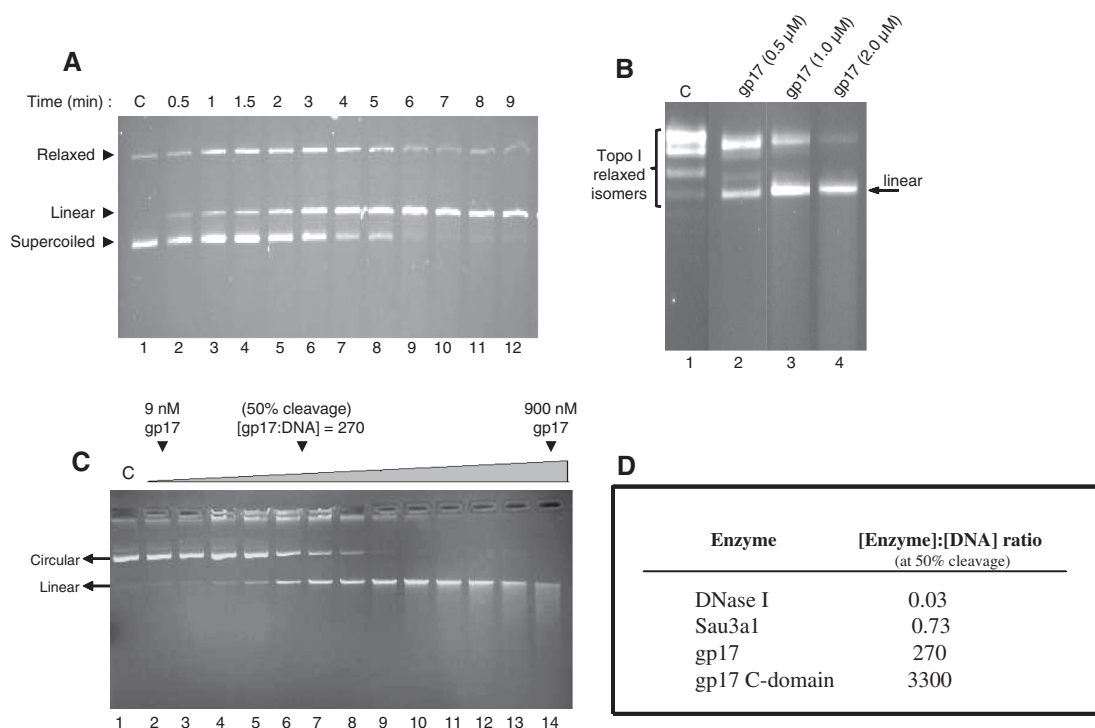 A
Time (min) : C 0.5 1 1.5 2 3 4 5 6 7 8 9
Relaxed
Linear
Supercoiled
1 2 3 4 5 6 7 8 9 10 11 12
B
C gp17 (0.5 µM) gp17 (1.0 µM) gp17 (2.0 µM)
Topo I
relaxed
isomers
linear
1 2 3 4
9 nM
gp17
(50% cleavage)
[gp17:DNA] = 270
900 nM
gp17
C
C
Circular
Linear
1 2 3 4 5 6 7 8 9 10 11 12 13 14
D
Enzyme [Enzyme]:[DNA] ratio
(at 50% cleavage)
DNase I 0.03
Sau3a1 0.73
gp17 270
gp17 C-domain 3300